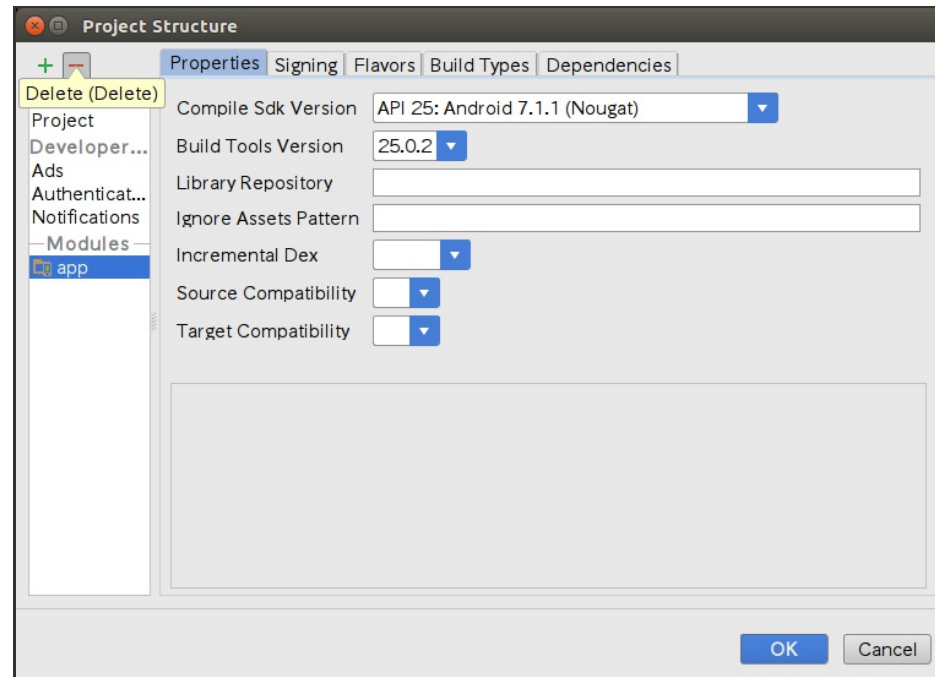 Project Structure
Delete (Delete)
Project
Developer...
Ads
Authenticat...
Notifications
Modules
app
Properties Signing Flavors Build Types Dependencies
Compile Sdk Version API 25: Android 7.1.1 (Nougat)
Build Tools Version 25.0.2
Library Repository
Ignore Assets Pattern
Incremental Dex
Source Compatibility
Target Compatibility
OK Cancel